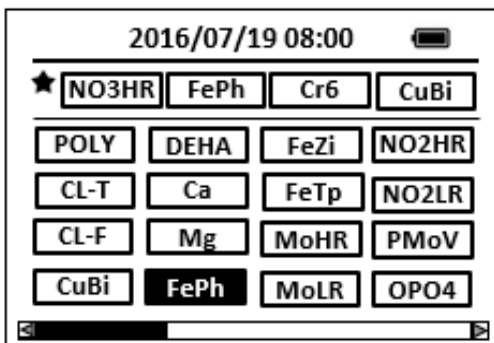 2016/07/19 08:00
NO3HR FePh Cr6 CuBi
POLY DEHA FeZi NO2HR
CL-T Ca FeTp NO2LR
CL-F Mg MoHR PMoV
CuBi FePh MoLR OPO4